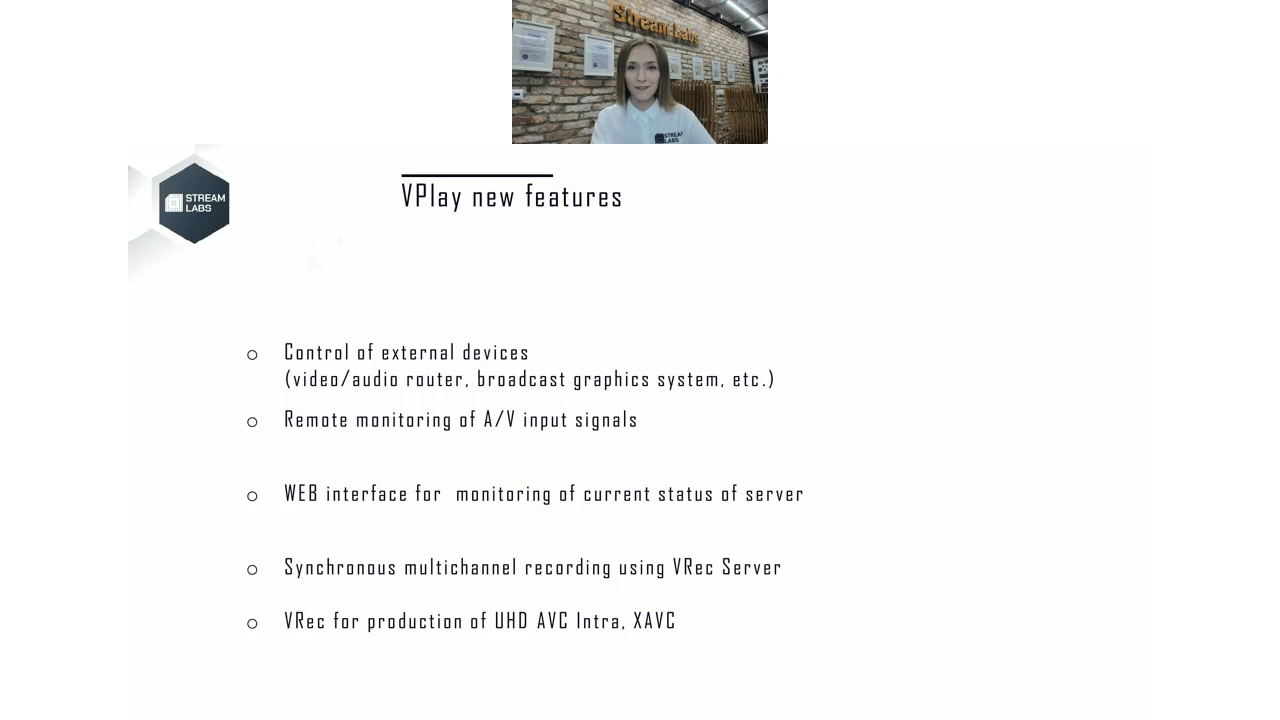 Stream Labs
STREAM
LABS
STREAM
LABS
VPlay new features
o Control of external devices
(video/audio router, broadcast graphics system, etc.)
o Remote monitoring of A/V input signals
o WEB interface for monitoring of current status of server
o Synchronous multichannel recording using VRec Server
o VRec for production of UHD AVC Intra, XAVC